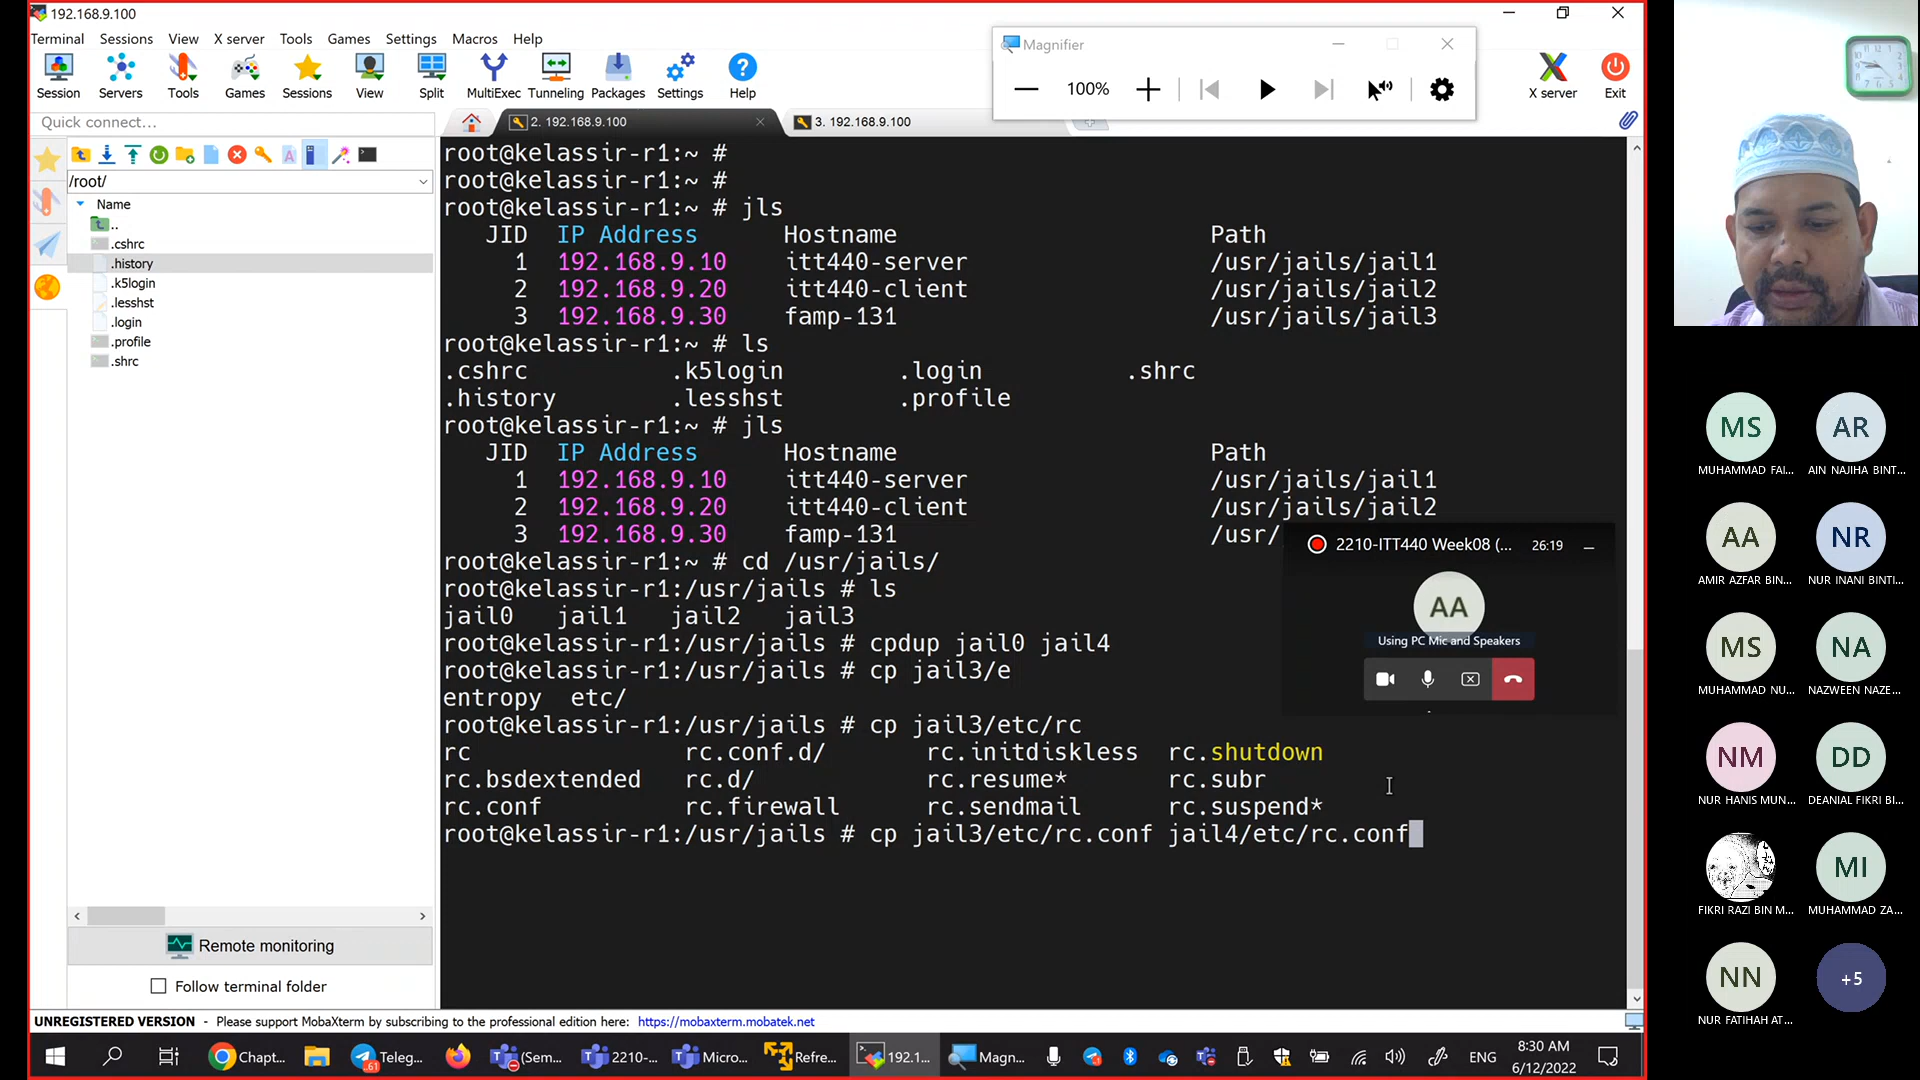 192.168.9.100
Terminal Sessions View X server Tools Games Settings Macros Help
Session Servers Tools Games Sessions View Split MultiExec Tunneling Packages Settings Help
Magnifier
100%
X server Exit
Quick connect...
2. 192.168.9.100
3. 192.168.9.100
/root/
Name
..
.cshrc
.history
.k5login
.lesshst
.login
.profile
.shrc
Remote monitoring
Follow terminal folder
root@kelassir-r1:~ #
root@kelassir-r1:~ #
root@kelassir-r1:~ # jls
JID IP Address Hostname Path
1 192.168.9.10 itt440-server /usr/jails/jail1
2 192.168.9.20 itt440-client /usr/jails/jail2
3 192.168.9.30 famp-131 /usr/jails/jail3
root@kelassir-r1:~ # ls
.cshrc .k5login .login .shrc
.history .lesshst .profile
root@kelassir-r1:~ # jls
JID IP Address Hostname Path
1 192.168.9.10 itt440-server /usr/jails/jail1
2 192.168.9.20 itt440-client /usr/jails/jail2
3 192.168.9.30 famp-131 /usr/
root@kelassir-r1:~ # cd /usr/jails/
root@kelassir-r1:/usr/jails # ls
jail0 jail1 jail2 jail3
root@kelassir-r1:/usr/jails # cpdup jail0 jail4
root@kelassir-r1:/usr/jails # cp jail3/e
entropy etc/
root@kelassir-r1:/usr/jails # cp jail3/etc/rc
rc rc.conf.d/ rc.initdiskless rc.shutdown
rc.bsdextended rc.d/ rc.resume* rc.subr
rc.conf rc.firewall rc.sendmail rc.suspend*
root@kelassir-r1:/usr/jails # cp jail3/etc/rc.conf jail4/etc/rc.conf
2210-ITT440 Week08 (... 26:19
AA
Using PC Mic and Speakers
UNREGISTERED VERSION - Please support MobaXterm by subscribing to the professional edition here: https://mobaxterm.mobatek.net
Chapt... Teleg... 61 (Sem... 2210-... Micro... Refre... 192.1... Magn... ENG
8:30 AM
6/12/2022
MS AR
MUHAMMAD FAI... AIN NAJIHA BINT...
AA NR
AMIR AZFAR BIN... NUR INANI BINTI...
MS NA
MUHAMMAD NU... NAZWEEN NAZE...
NM DD
NUR HANIS MUN... DEANIAL FIKRI BI...
MI
FIKRI RAZI BIN M... MUHAMMAD ZA...
NN +5
NUR FATIHAH AT...